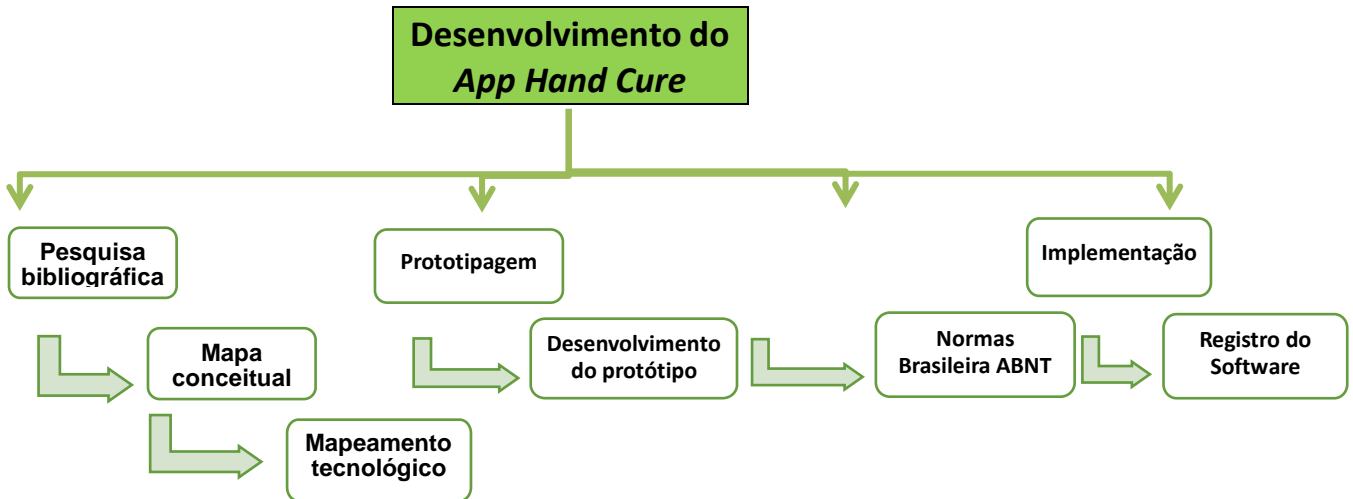 Desenvolvimento do
App Hand Cure
Pesquisa
bibliográfica
Prototipagem
Implementação
Mapa
conceitual
Desenvolvimento
do protótipo
Normas
Brasileira ABNT
Registro do
Software
Mapeamento
tecnológico